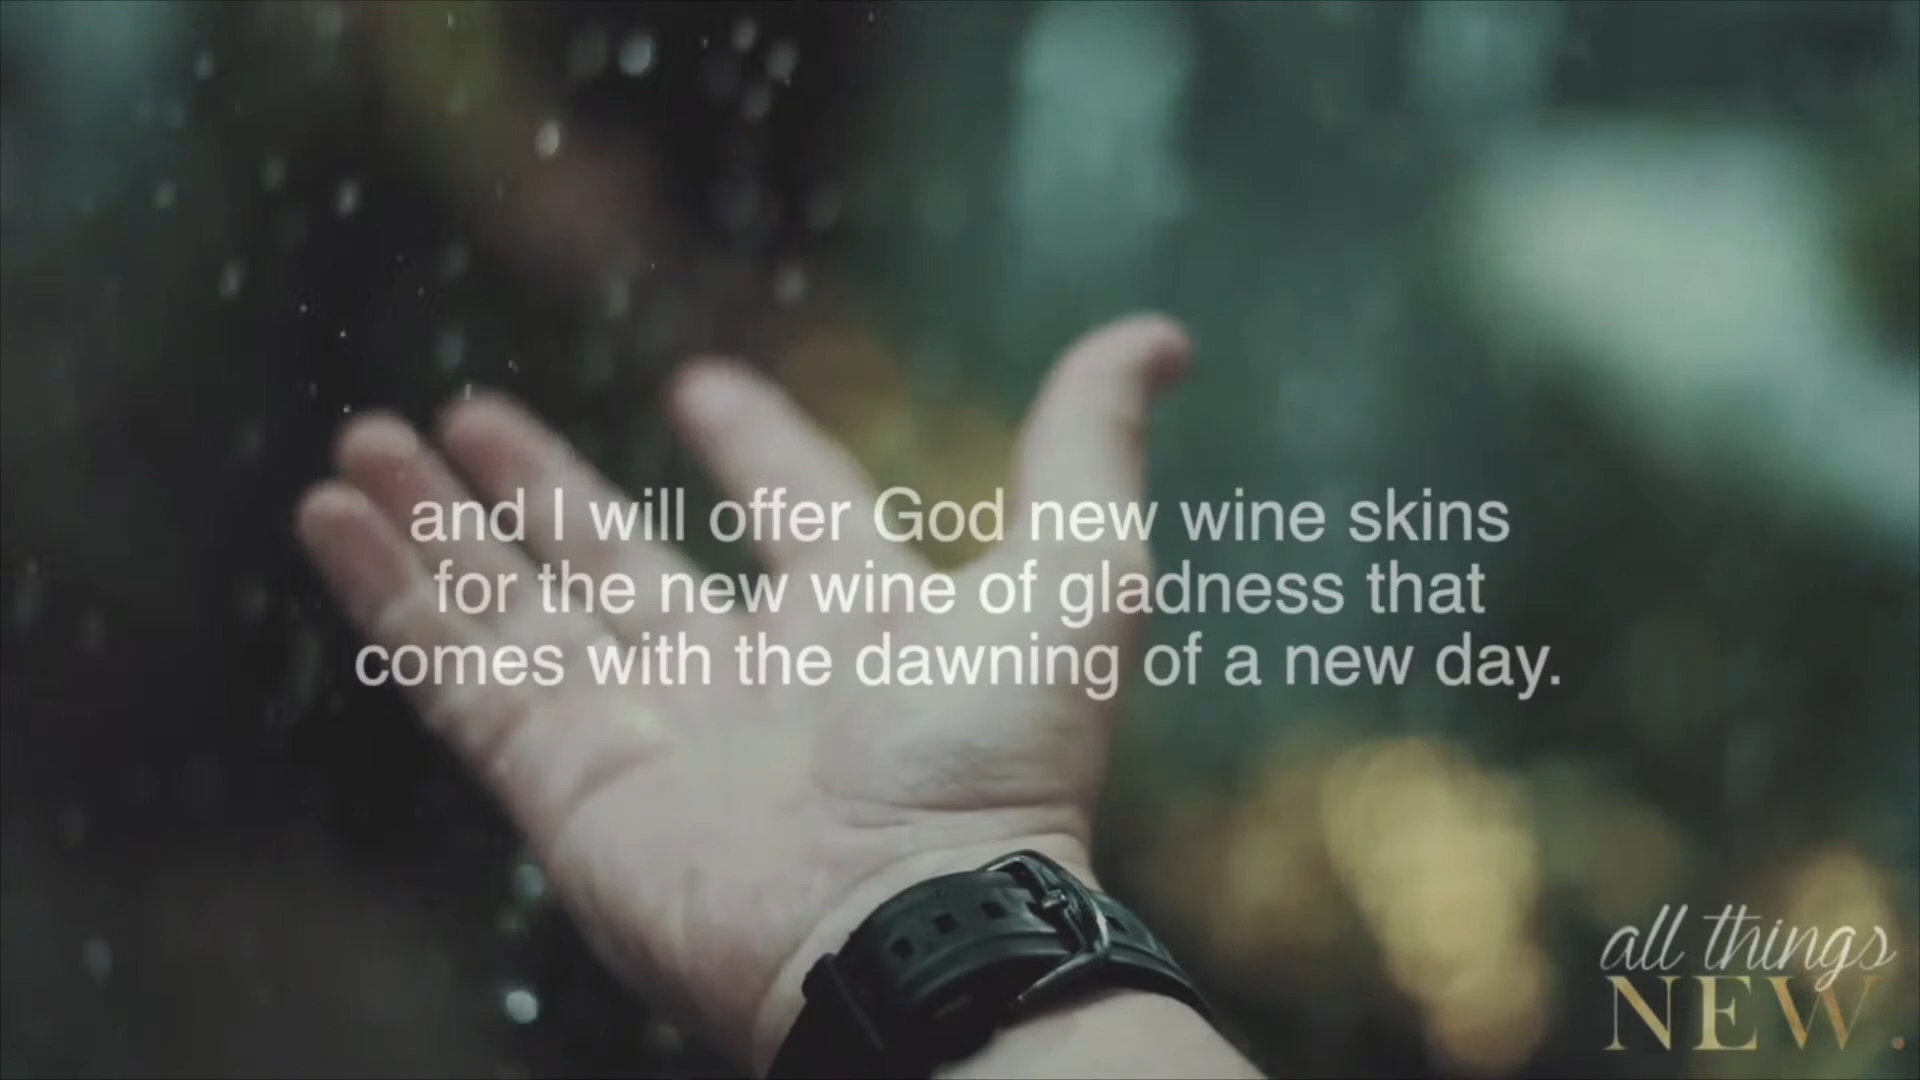 and I will offer God new wine skins
for the new wine of gladness that
comes with the dawning of a new day.
all things
NEW.